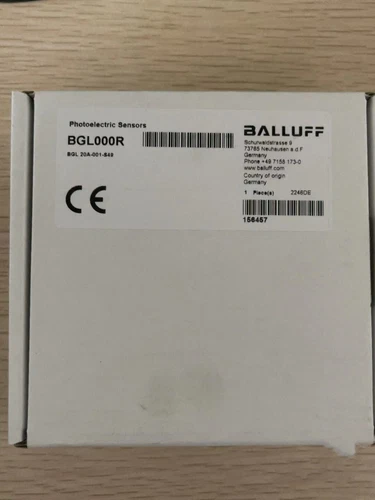 Photoelectric Sensors
BGL000R
BGL 20A-001-S49
CE
BALLUFF
Schurwaldstrasse 9
73765 Neuhausen a.d.F
Germany
Phone +49 7158 173-0
www.balluff.com
Country of origin
Germany
1 Piece(s) 2246DE
156457